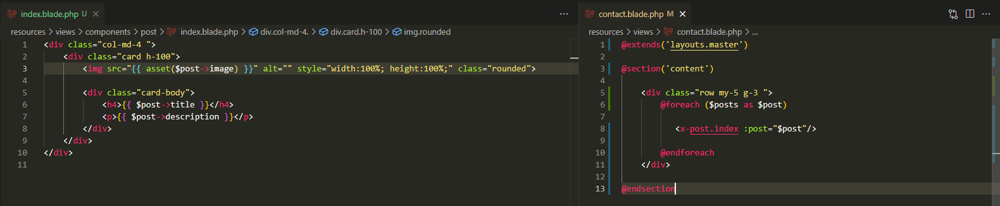 index.blade.php U ×
resources > views > components > post > index.blade.php > div.col-md-4. > div.card.h-100 > img.rounded
1 <div class="col-md-4 ">
2 <div class="card h-100">
3 <img src="{{ asset($post->image) }}" alt="" style="width:100%; height:100%;" class="rounded">
4
5 <div class="card-body">
6 <h4>{{ $post->title }}</h4>
7 <p>{{ $post->description }}</p>
8 </div>
9 </div>
10 </div>
11
contact.blade.php M ×
resources > views > contact.blade.php > ...
1 @extends('layouts.master')
2
3 @section('content')
4
5 <div class="row my-5 g-3 ">
6 @foreach ($posts as $post)
7
8 <x-post.index :post="$post"/>
9
10 @endforeach
11 </div>
12
13 @endsection